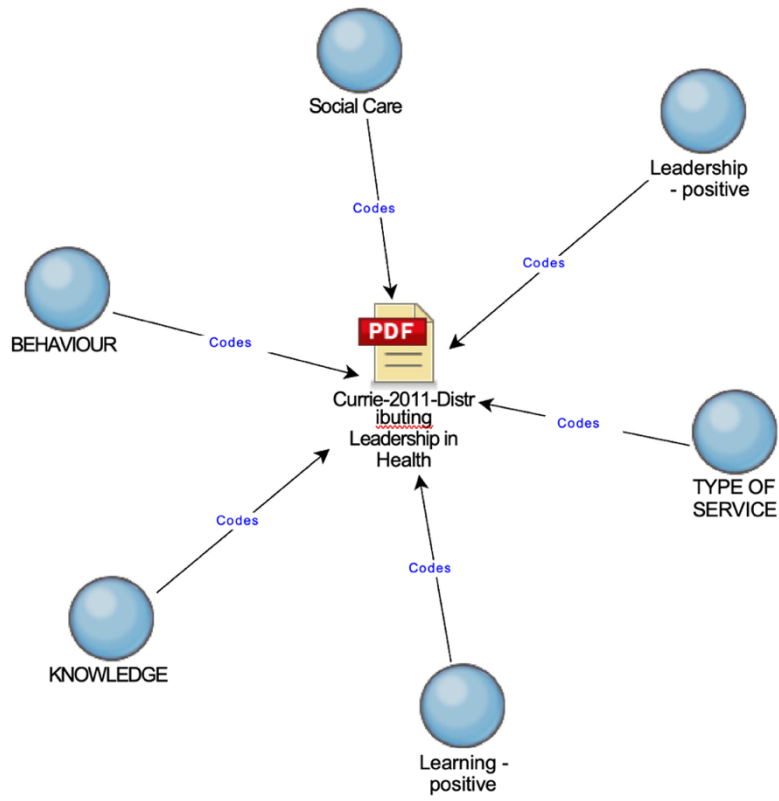 Social Care
Leadership
- positive
Codes
Codes
BEHAVIOUR
Codes
PDF
Currie-2011-Distr
ibuting
Leadership in
Health
Codes
TYPE OF
SERVICE
Codes
KNOWLEDGE
Codes
Learning -
positive